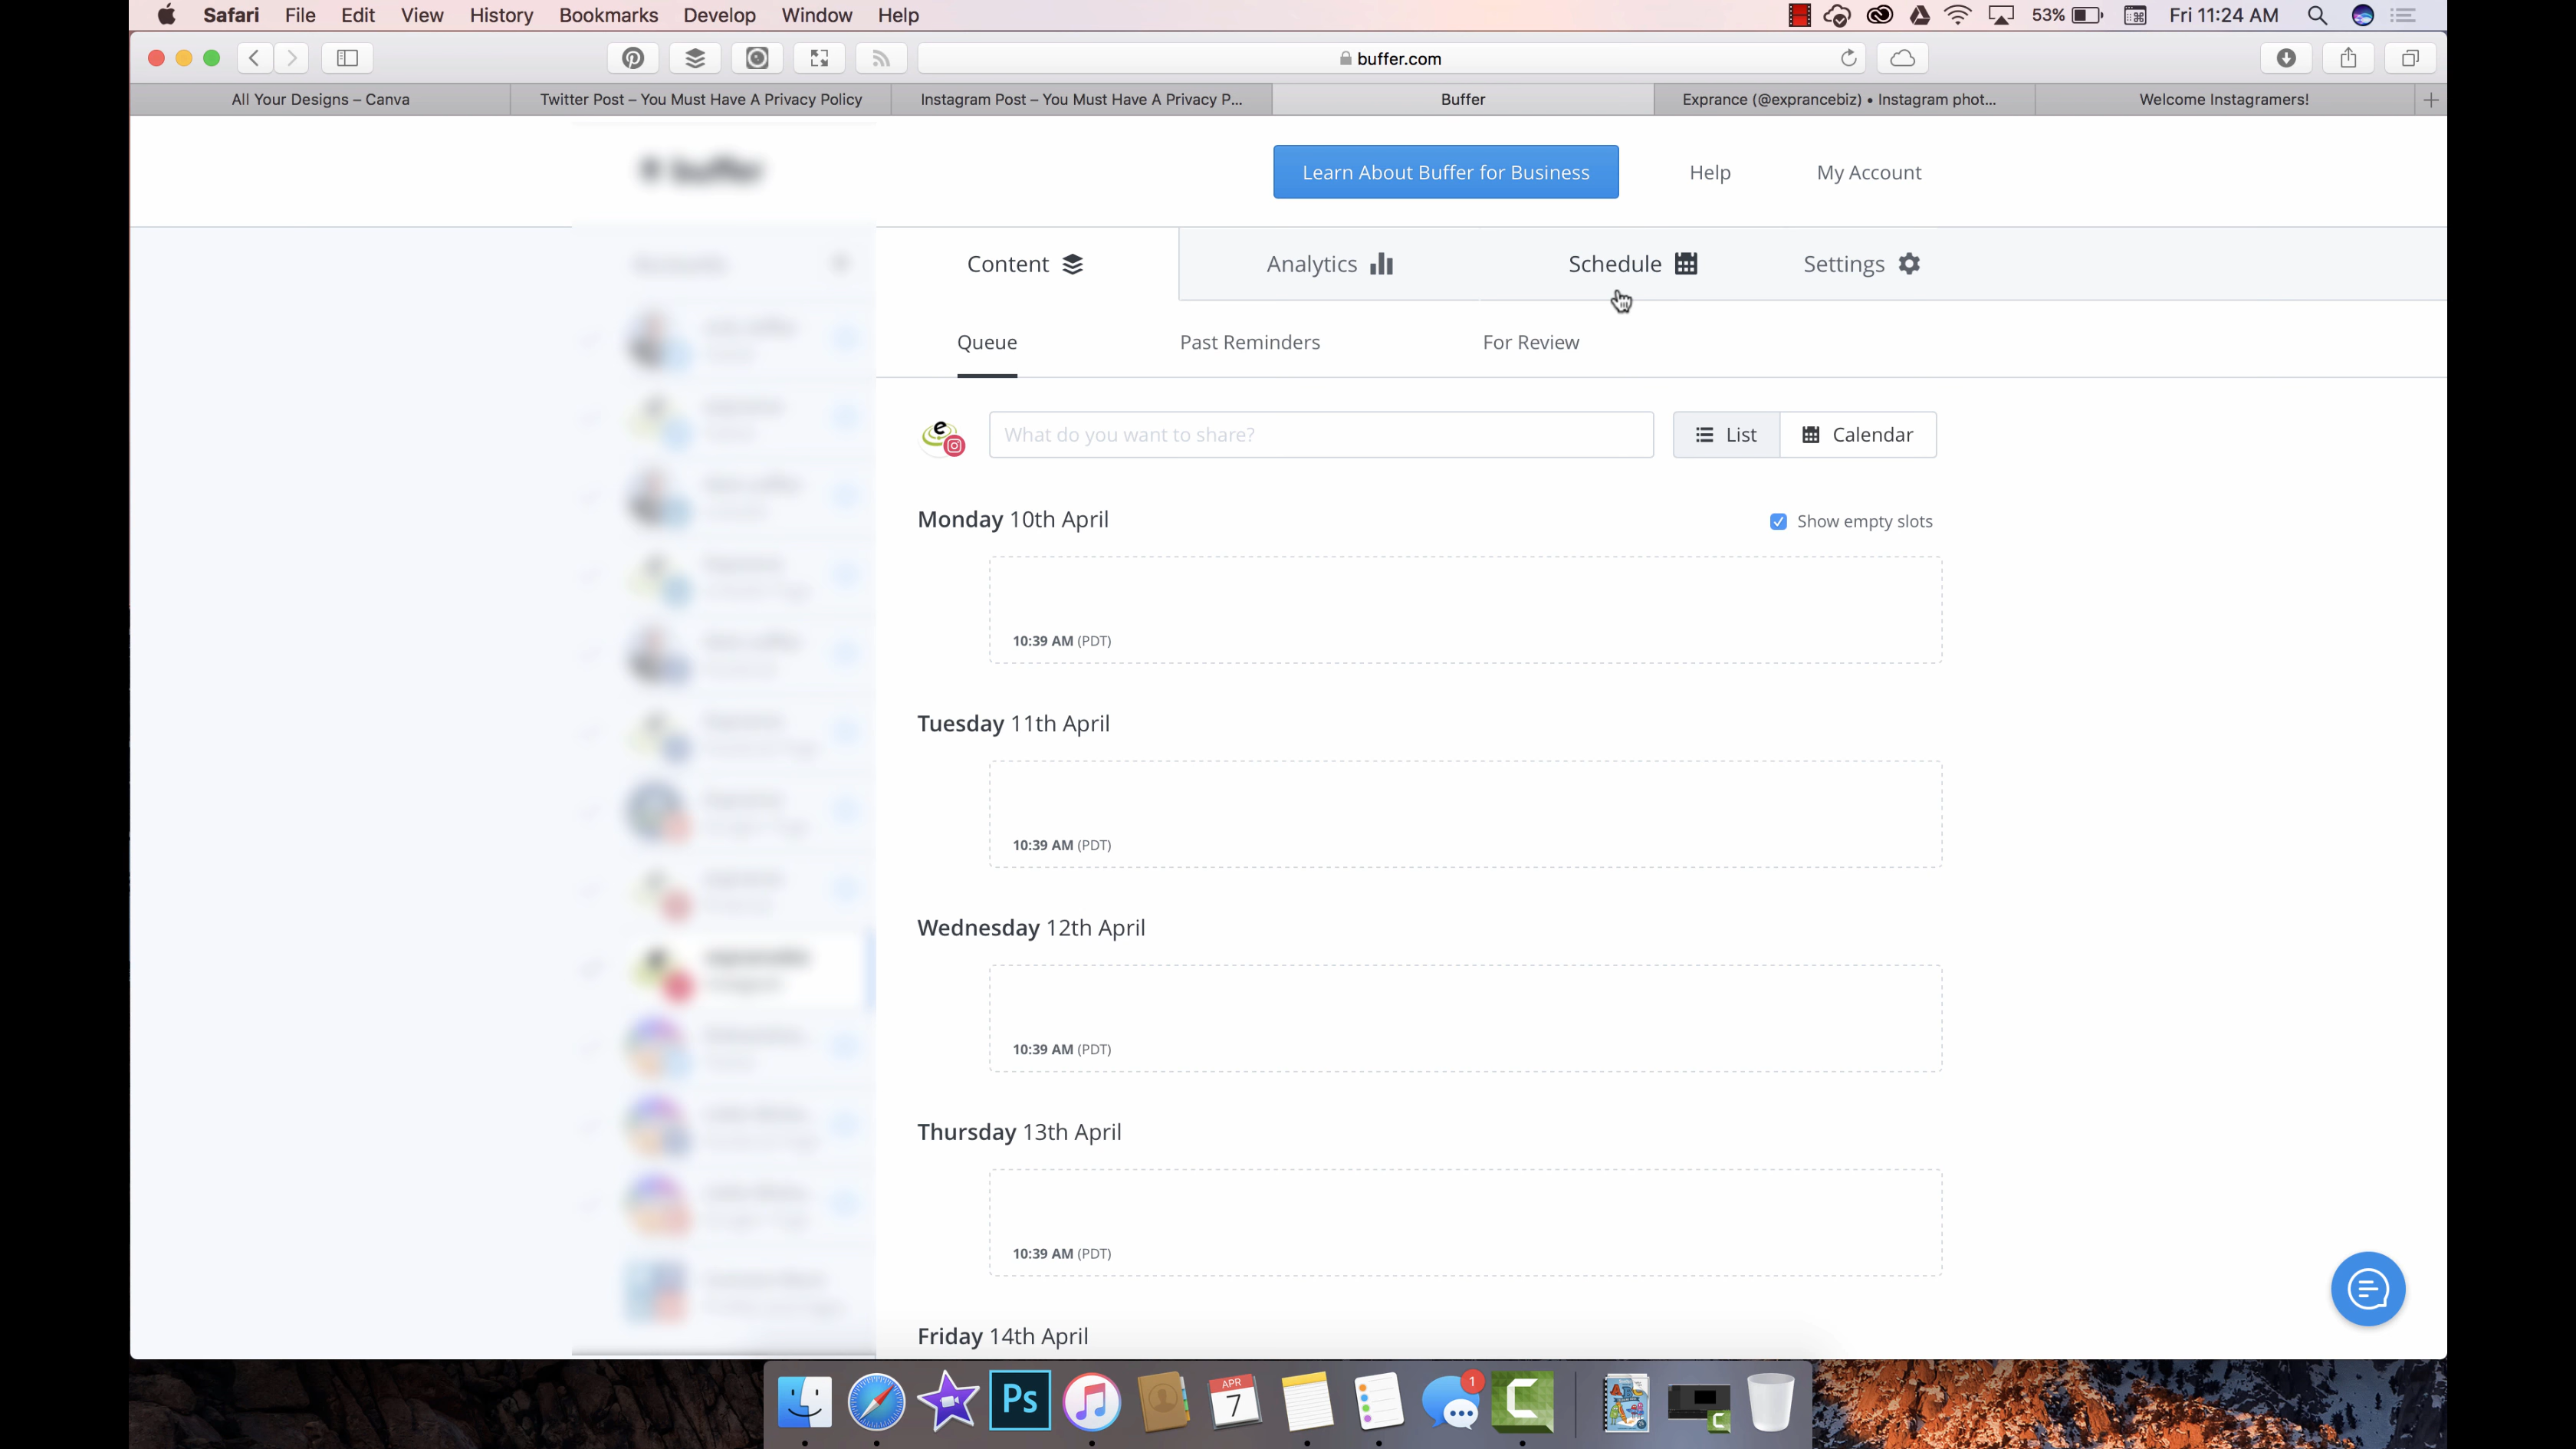 Safari File Edit View History Bookmarks Develop Window Help 53% Fri 11:24 AM
buffer.com
All Your Designs – Canva Twitter Post – You Must Have A Privacy Policy Instagram Post – You Must Have A Privacy P... Buffer Exprance (@exprancebiz) • Instagram phot... Welcome Instagramers!
buffer Learn About Buffer for Business Help My Account
Content Analytics Schedule Settings
Queue Past Reminders For Review
e What do you want to share? List Calendar
Monday 10th April Show empty slots
10:39 AM (PDT)
Tuesday 11th April
10:39 AM (PDT)
Wednesday 12th April
10:39 AM (PDT)
Thursday 13th April
10:39 AM (PDT)
Friday 14th April
Ps APR 7 1 C C